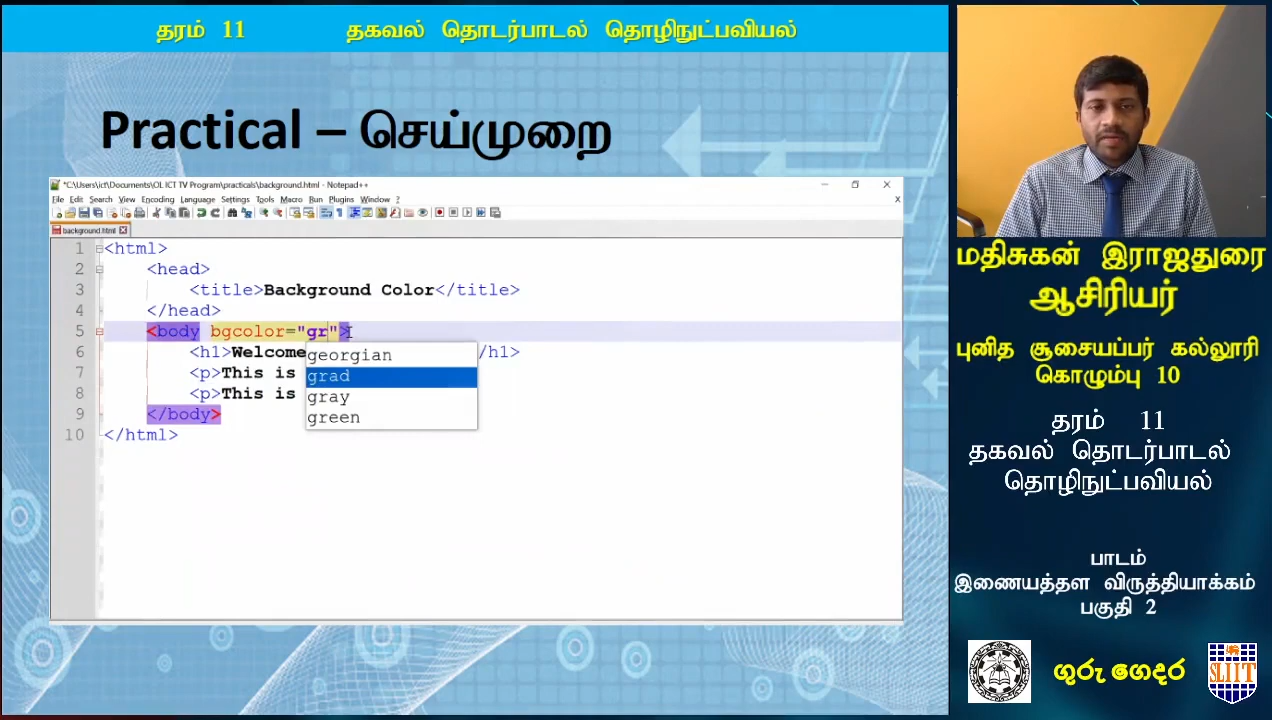 தரம் 11 தகவல் தொடர்பாடல் தொழிநுட்பவியல்
Practical – செய்முறை
*C:\Users\ict\Documents\OL ICT TV Program\practicals\background.html - Notepad++
File Edit Search View Encoding Language Settings Tools Macro Run Plugins Window ?
X
background.html
1 <html>
2 <head>
3 <title>Background Color</title>
4 </head>
5 <body bgcolor="gr">
6 <h1>Welcome /h1>
georgian
7 <p>This is
grad
8 <p>This is
gray
9 </body>
green
10 </html>
மதிசுகன் இராஜதுரை
ஆசிரியர்
புனித சூசையப்பர் கல்லூரி
கொழும்பு 10
தரம் 11
தகவல் தொடர்பாடல்
தொழிநுட்பவியல்
பாடம்
இணையத்தள விருத்தியாக்கம்
பகுதி 2
ගුරු ගෙදර
SLIIT